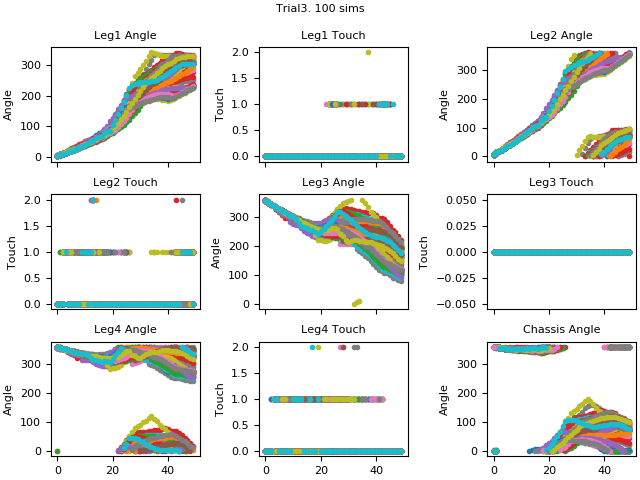 Trial3. 100 sims
Leg1 Angle
Leg1 Touch
Leg2 Angle
Angle
300
200
100
0
Touch
2.0
1.5
1.0
0.5
0.0
Angle
300
200
100
0
Leg2 Touch
Leg3 Angle
Leg3 Touch
Touch
2.0
1.5
1.0
0.5
0.0
Angle
300
200
100
0
Touch
0.050
0.025
0.000
−0.025
−0.050
Leg4 Angle
Leg4 Touch
Chassis Angle
Angle
300
200
100
0
0 20 40
Touch
2.0
1.5
1.0
0.5
0.0
0 20 40
Angle
300
200
100
0
0 20 40